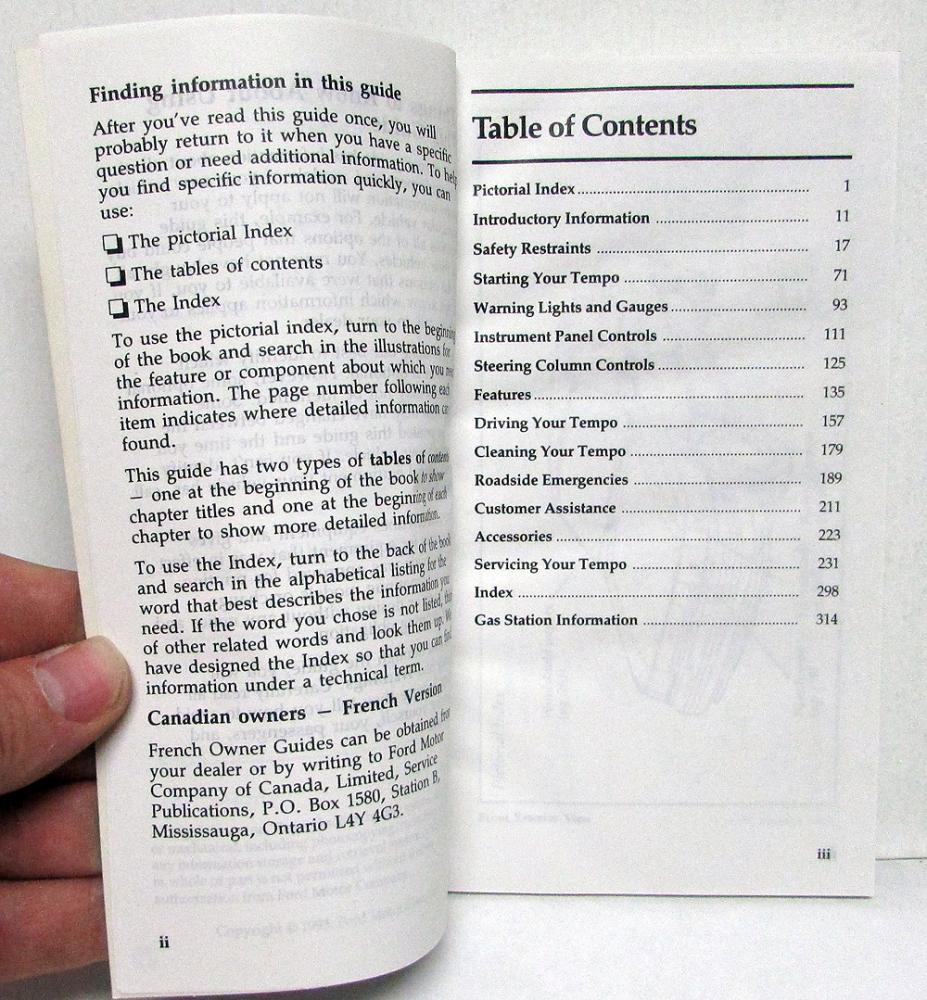 Finding information in this guide
After you've read this guide once, you will
probably return to it when you have a specific
question or need additional information. To
you find specific information quickly, you can
use:
❏ The pictorial Index
❏ The tables of contents
❏ The Index
To use the pictorial index, turn to the beginning
of the book and search in the illustrations for
the feature or component about which you
information. The page number following each
item indicates where detailed information
found.
This guide has two types of tables of contents
— one at the beginning of the book to show
chapter titles and one at the beginning of each
chapter to show more detailed information.
To use the Index, turn to the back of the book
and search in the alphabetical listing for the
word that best describes the information you
need. If the word you chose is not listed,
of other related words and look them up. We
have designed the Index so that you can find
information under a technical term.
Canadian owners — French Version
French Owner Guides can be obtained from
your dealer or by writing to Ford Motor
Company of Canada, Limited, Service
Publications, P.O. Box 1580, Station B,
Mississauga, Ontario L4Y 4G3.
ii
Table of Contents
Pictorial Index 1
Introductory Information 11
Safety Restraints 17
Starting Your Tempo 71
Warning Lights and Gauges 93
Instrument Panel Controls 111
Steering Column Controls 125
Features 135
Driving Your Tempo 157
Cleaning Your Tempo 179
Roadside Emergencies 189
Customer Assistance 211
Accessories 223
Servicing Your Tempo 231
Index 298
Gas Station Information 314
iii